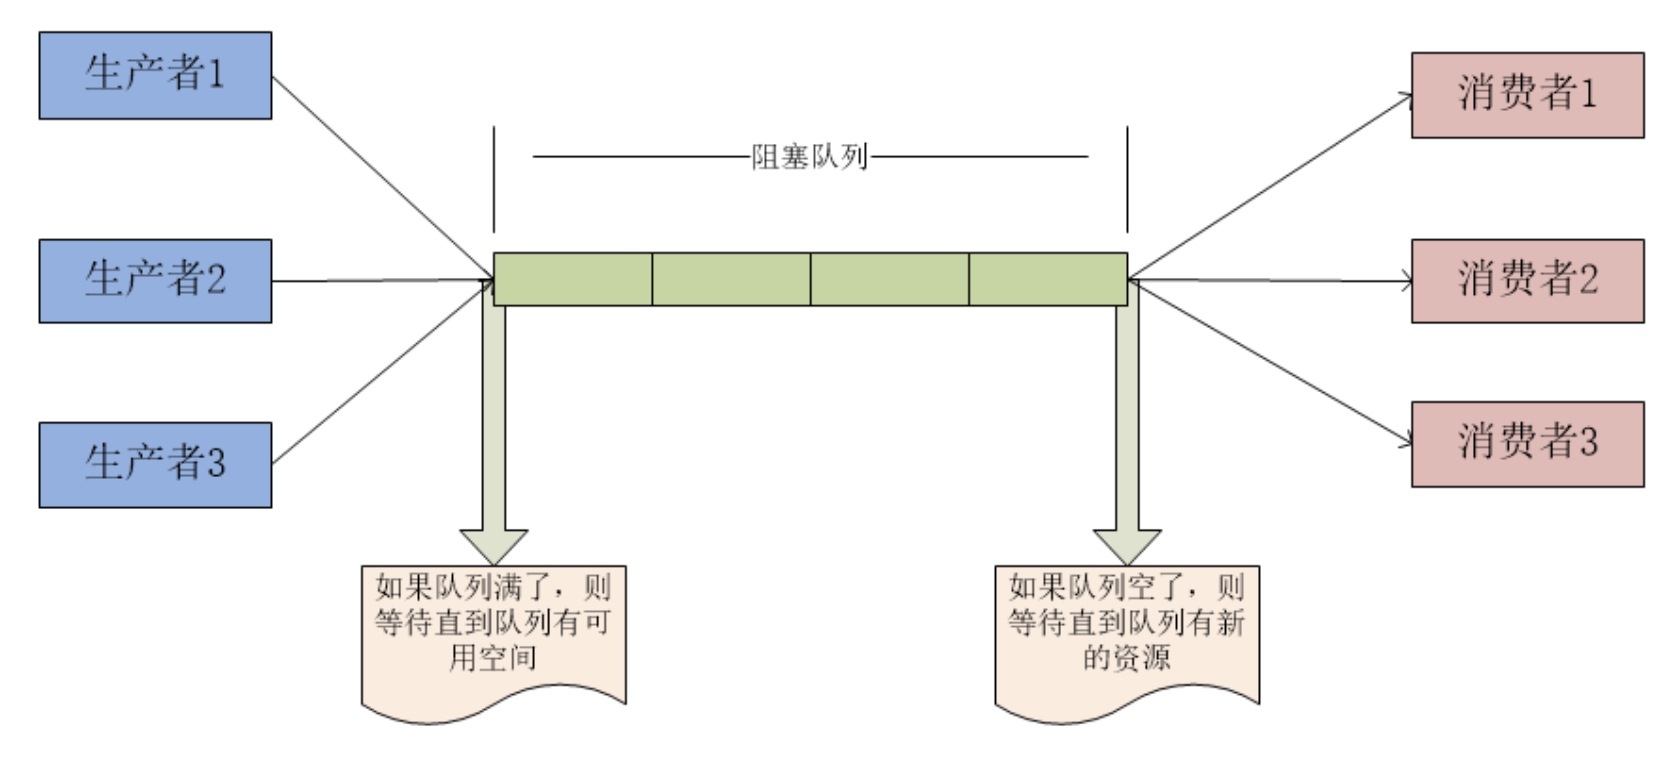 生产者1
消费者1
阻塞队列
生产者2
消费者2
生产者3
消费者3
如果队列满了，则
等待直到队列有可
用空间
如果队列空了，则
等待直到队列有新
的资源